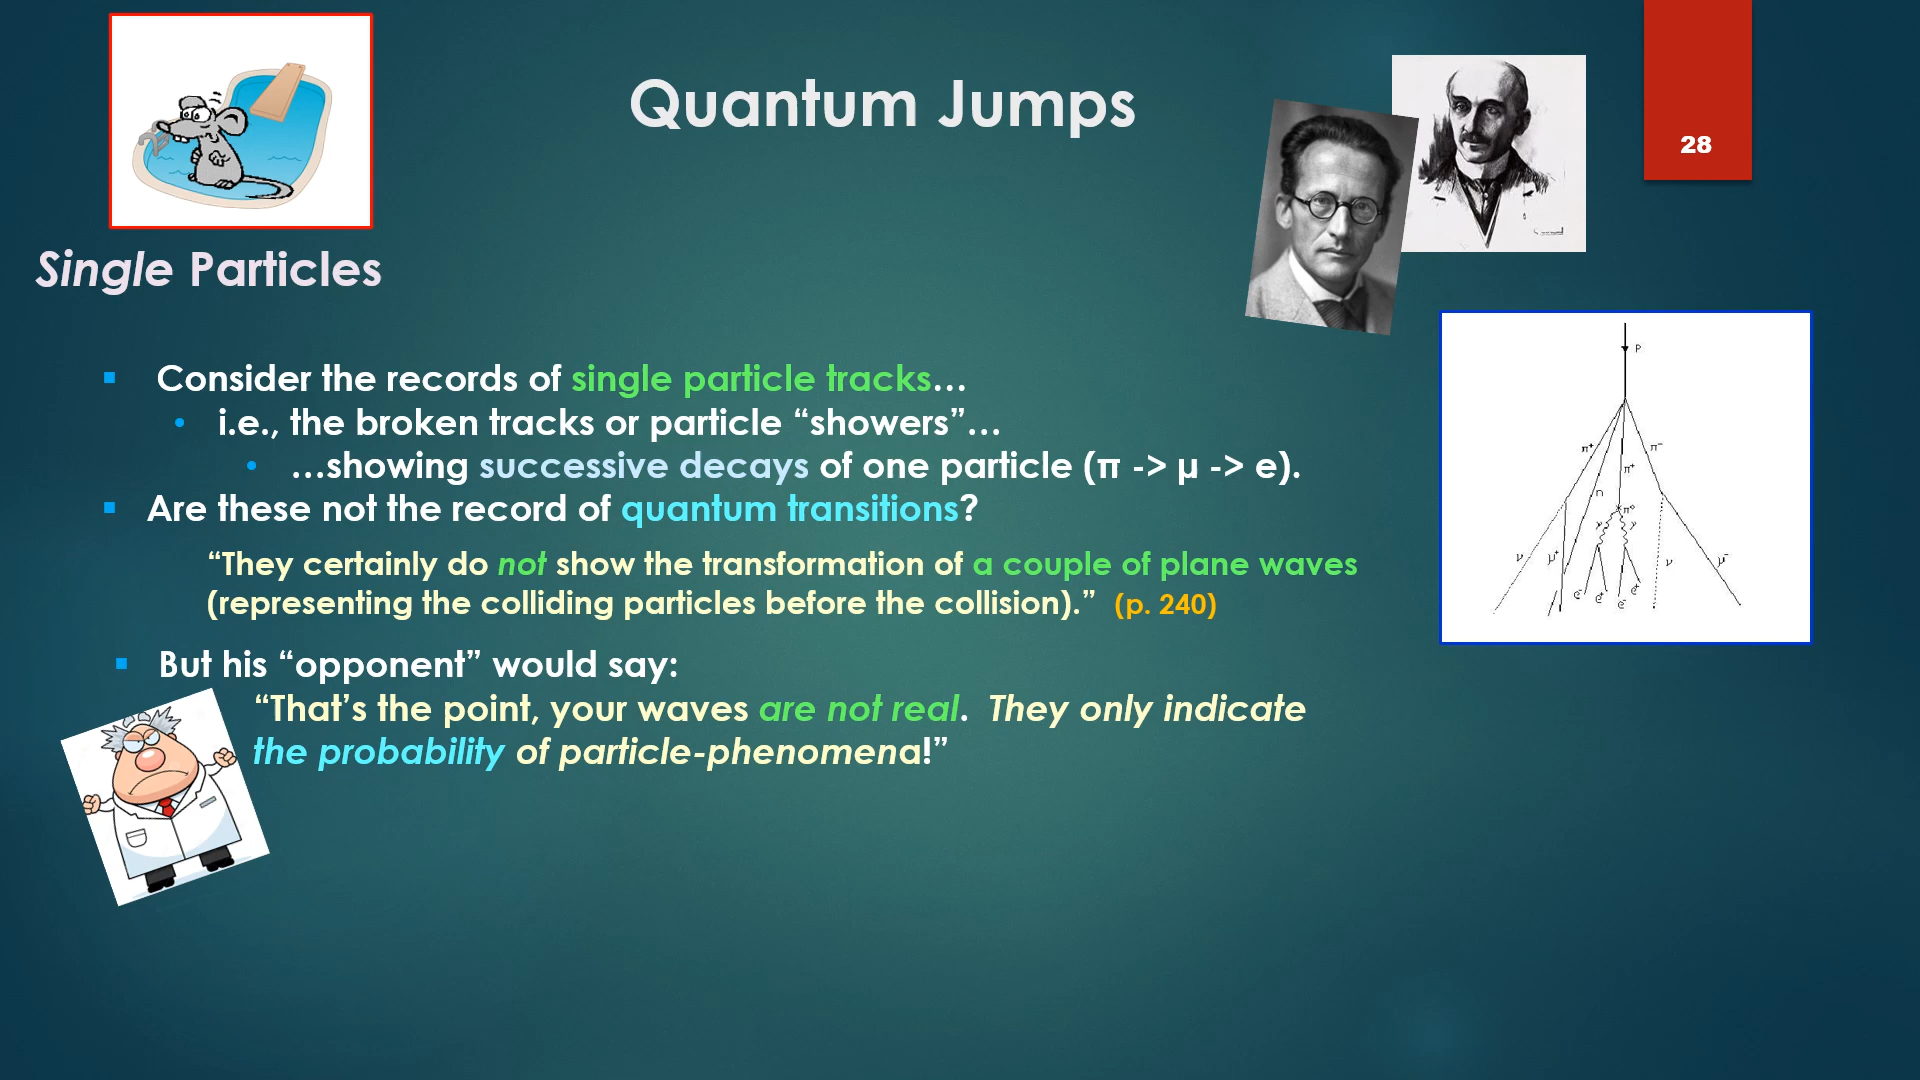 Quantum Jumps
28
Single Particles
Consider the records of single particle tracks…
i.e., the broken tracks or particle “showers”…
…showing successive decays of one particle (π -> μ -> e).
Are these not the record of quantum transitions?
“They certainly do not show the transformation of a couple of plane waves
(representing the colliding particles before the collision).” (p. 240)
But his “opponent” would say:
“That’s the point, your waves are not real. They only indicate
the probability of particle-phenomena!”
P
π⁺
π⁻
π⁺
n
π⁰
γ
γ
ν
μ⁺
ν
μ⁻
e⁻
e⁺
e⁻
e⁺